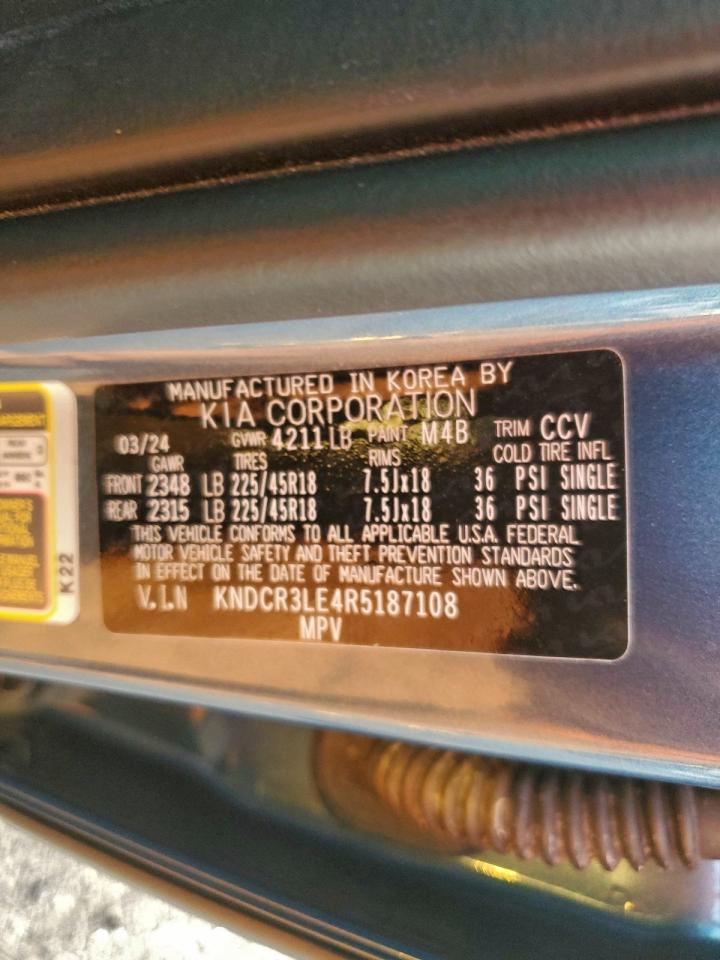 MANUFACTURED IN KOREA BY
KIA CORPORATION
03/24 GVWR 4211 LB PAINT M4B TRIM CCV
GAWR TIRES RIMS COLD TIRE INFL
FRONT 2348 LB 225/45R18 7.5Jx18 36 PSI SINGLE
REAR 2315 LB 225/45R18 7.5Jx18 36 PSI SINGLE
THIS VEHICLE CONFORMS TO ALL APPLICABLE U.S.A. FEDERAL
MOTOR VEHICLE SAFETY AND THEFT PREVENTION STANDARDS
IN EFFECT ON THE DATE OF MANUFACTURE SHOWN ABOVE.
V.I.N KNDCR3LE4R5187108
MPV
K22